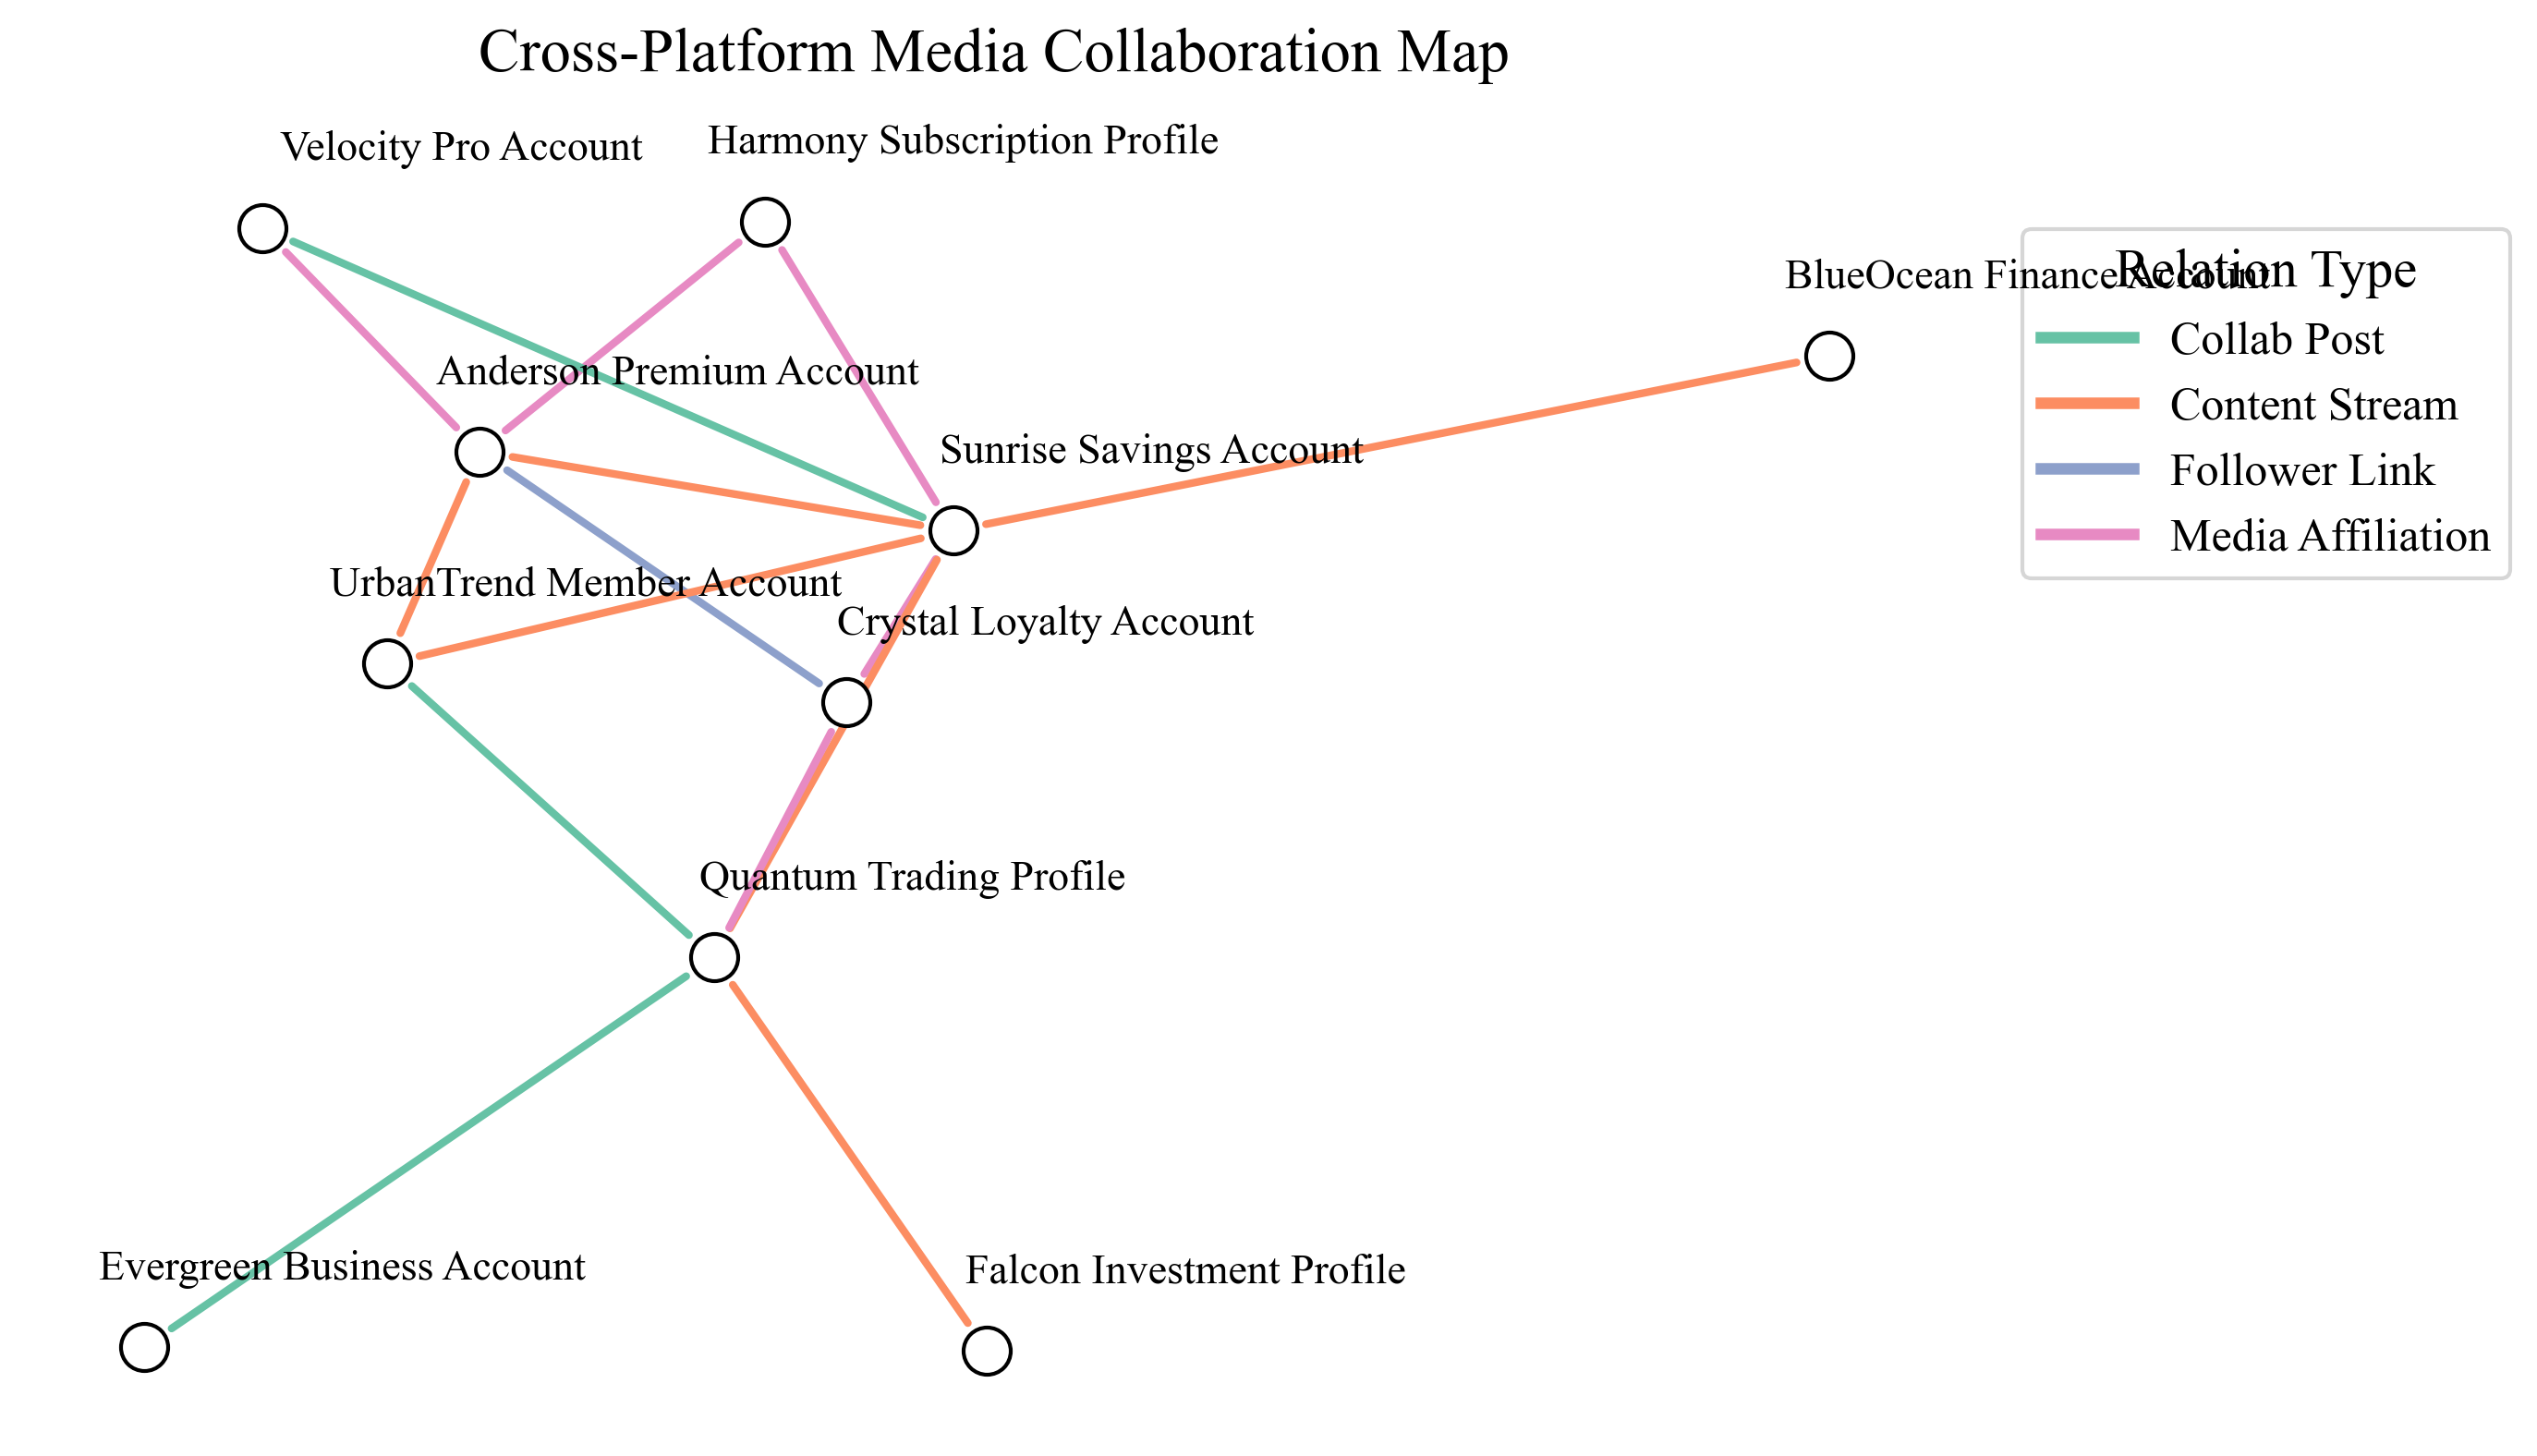 Cross-Platform Media Collaboration Map
Velocity Pro Account
Harmony Subscription Profile
BlueOcean Finance Account
Relation Type
Collab Post
Content Stream
Follower Link
Media Affiliation
Anderson Premium Account
Sunrise Savings Account
UrbanTrend Member Account
Crystal Loyalty Account
Quantum Trading Profile
Evergreen Business Account
Falcon Investment Profile